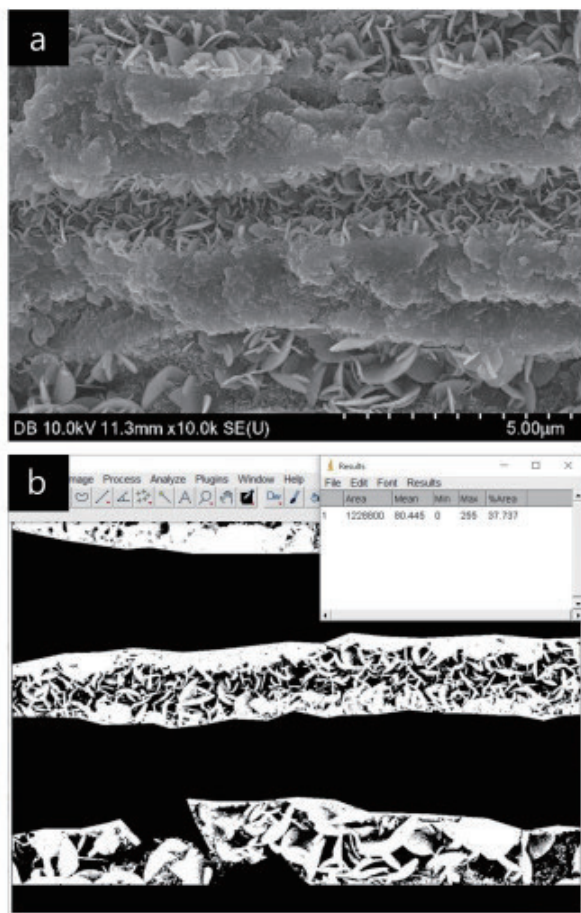 a
DB 10.0kV 11.3mm x10.0k SE(U)
5.00μm
b
mage Process Analyze Plugins Window Help
Results
File Edit Font Results
Area Mean Min Max %Area
1 1228800 80.445 0 255 37.737